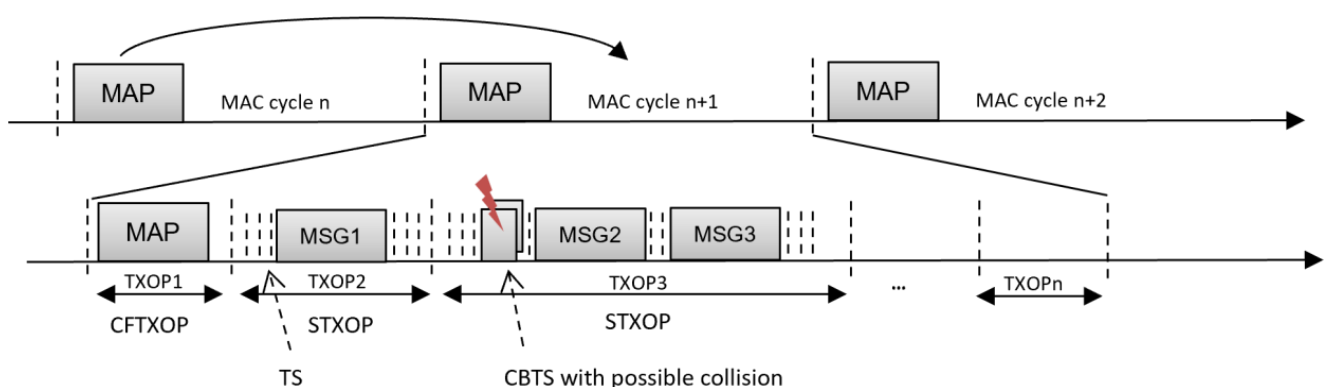 MAP
MAC cycle n
MAP
MAC cycle n+1
MAP
MAC cycle n+2
MAP
MSG1
MSG2
MSG3
TXOP1
TXOP2
TXOP3
...
TXOPn
CFTXOP
STXOP
STXOP
TS
CBTS with possible collision